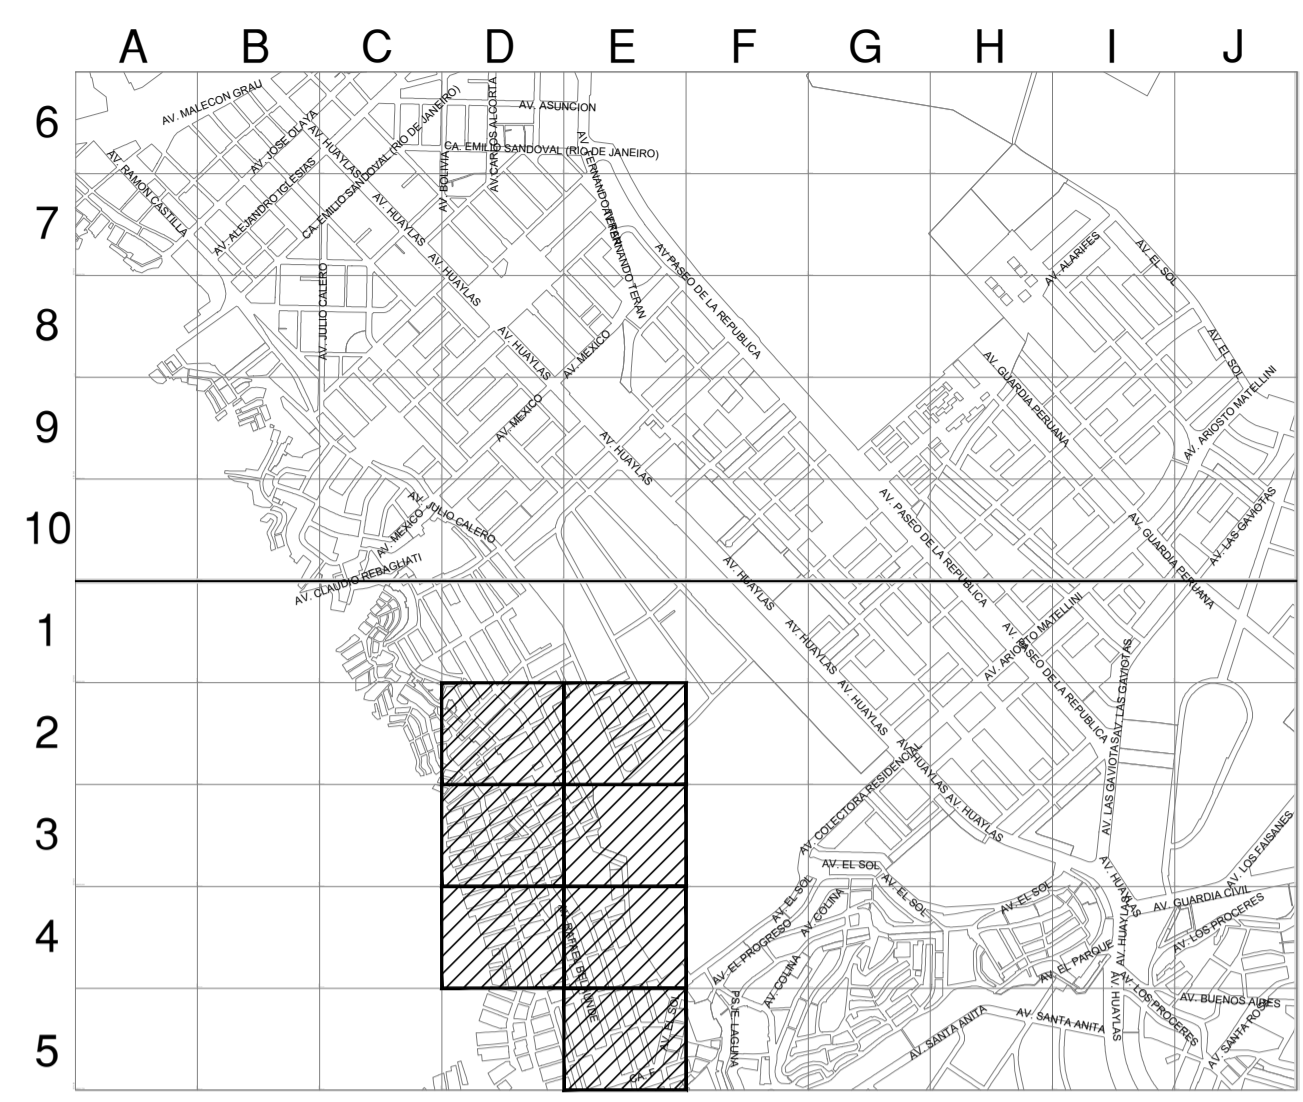 A B C D E F G H I J
6
AV. MALECON GRAU
AV. JOSE OLAYA
AV. HUAYLAS
CA. EMILIO SANDOVAL (RIO DE JANEIRO)
AV.CARLOS ALCORTA
AV. ASUNCION
CA. EMILIO SANDOVAL (RIO DE JANEIRO)
AV. BOLIVIA
AV. RAMON CASTILLA
AV. ALEJANDRO IGLESIAS
7
AV. HUAYLAS
AV. FERNANDO TERAN
AV. FERNANDO TERAN
AV PASEO DE LA REPUBLICA
AV. ALARIFES
AV. EL SOL
AV. HUAYLAS
8
AV. JULIO CALERO
AV. HUAYLAS
AV. MEXICO
AV. GUARDIA PERUANA
AV. EL SOL
9
AV. MEXICO
AV. HUAYLAS
AV. ARIOSTO MATELLINI
10
AV. JULIO CALERO
AV. MEXICO
AV. CLAUDIO REBAGLIATI
AV. PASEO DE LA REPUBLICA
AV. GUARDIA PERUANA
AV. LAS GAVIOTAS
AV. HUAYLAS
1
AV. HUAYLAS
AV. ARIOSTO MATELLINI
AV. PASEO DE LA REPUBLICA
AV. LAS GAVIOTAS
2
AV. HUAYLAS
AV. HUAYLAS
AV. LAS GAVIOTAS
3
AV. COLECTORA RESIDENCI
AV. HUAYLAS
AV. EL SOL
AV. LOS FAISANES
AV. HUAYLAS
4
AV. EL SOL
AV. COLINA
AV. EL SOL
AV. EL SOL
AV. GUARDIA CIVIL
AV. LOS PROCERES
AV. HUAYLAS
AV. EL PROGRESO
AV. EL PARQUE
AV. COLINA
RAFAEL BELAUNDE
5
AV. EL SOL
PSJE. LAGUNA
AV. SANTA ANITA
AV. SANTA ANITA
AV. HUAYLAS
AV. LOS PROCERES
AV. BUENOS AIRES
AV. SANTA ROSA